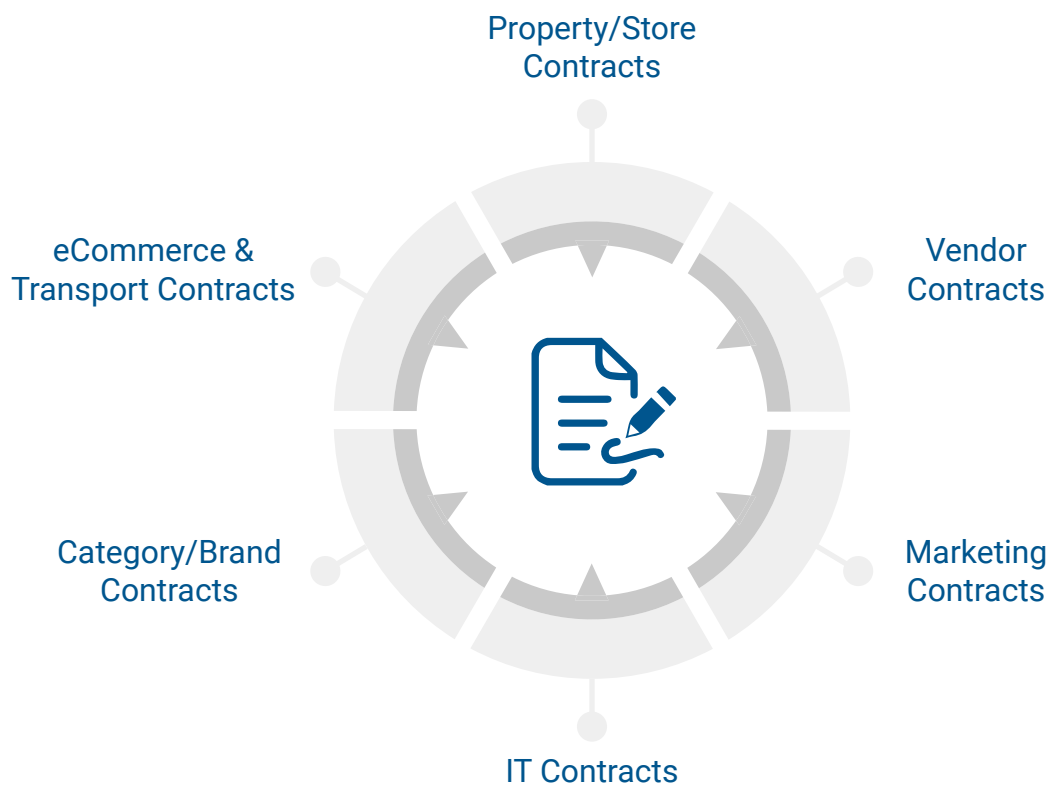 Property/Store
Contracts
eCommerce &
Transport Contracts
Vendor
Contracts
Category/Brand
Contracts
Marketing
Contracts
IT Contracts